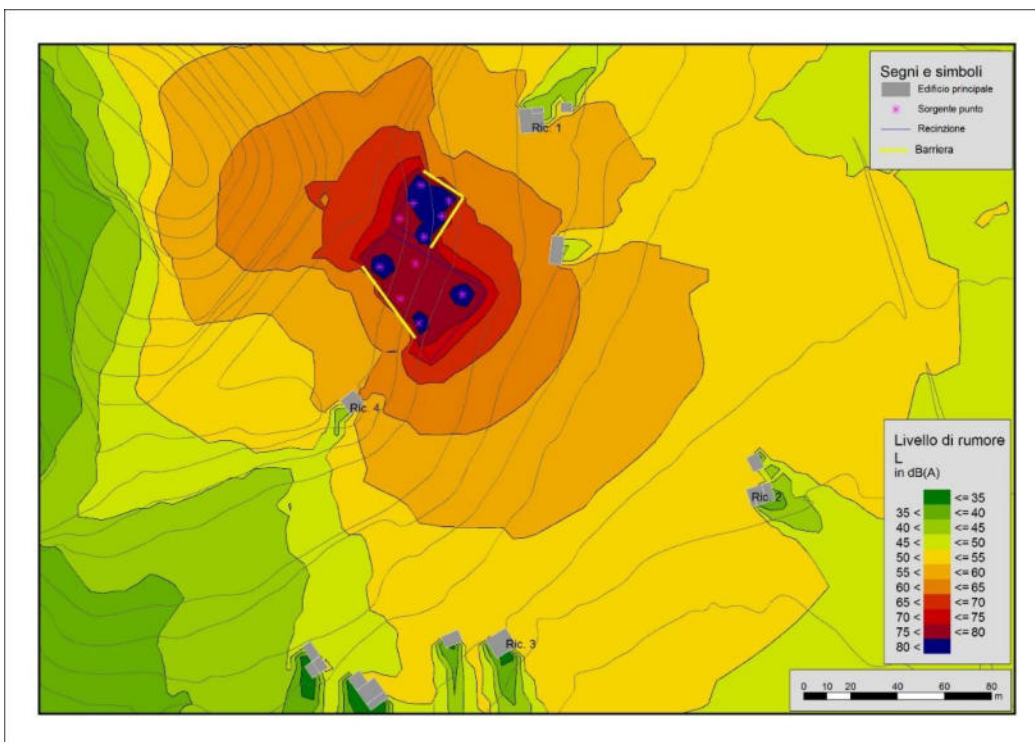 Segni e simboli
Edificio principale
Sorgente punto
Recinzione
Barriera
Ric. 1
Ric. 4
Ric. 2
Ric. 3
Livello di rumore
L
in dB(A)
<= 35
35 < <= 40
40 < <= 45
45 < <= 50
50 < <= 55
55 < <= 60
60 < <= 65
65 < <= 70
70 < <= 75
75 < <= 80
80 <
0 10 20 40 60 80
m